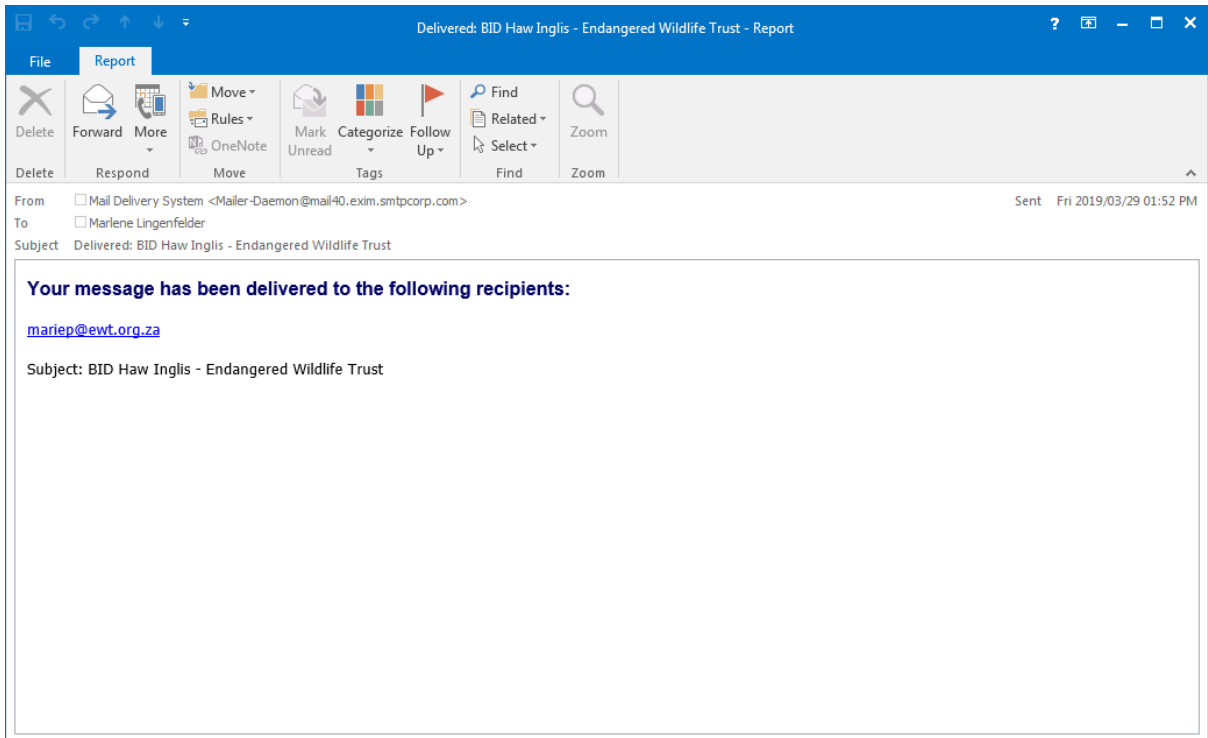 Delivered: BID Haw Inglis - Endangered Wildlife Trust - Report
?
File Report
Delete
Forward
More
Move
Rules
OneNote
Mark Unread
Categorize
Follow Up
Find
Related
Select
Zoom
Delete Respond Move Tags Find Zoom
From Mail Delivery System <Mailer-Daemon@mail40.exim.smtpcorp.com> Sent Fri 2019/03/29 01:52 PM
To Marlene Lingenfelder
Subject Delivered: BID Haw Inglis - Endangered Wildlife Trust
Your message has been delivered to the following recipients:
mariep@ewt.org.za
Subject: BID Haw Inglis - Endangered Wildlife Trust